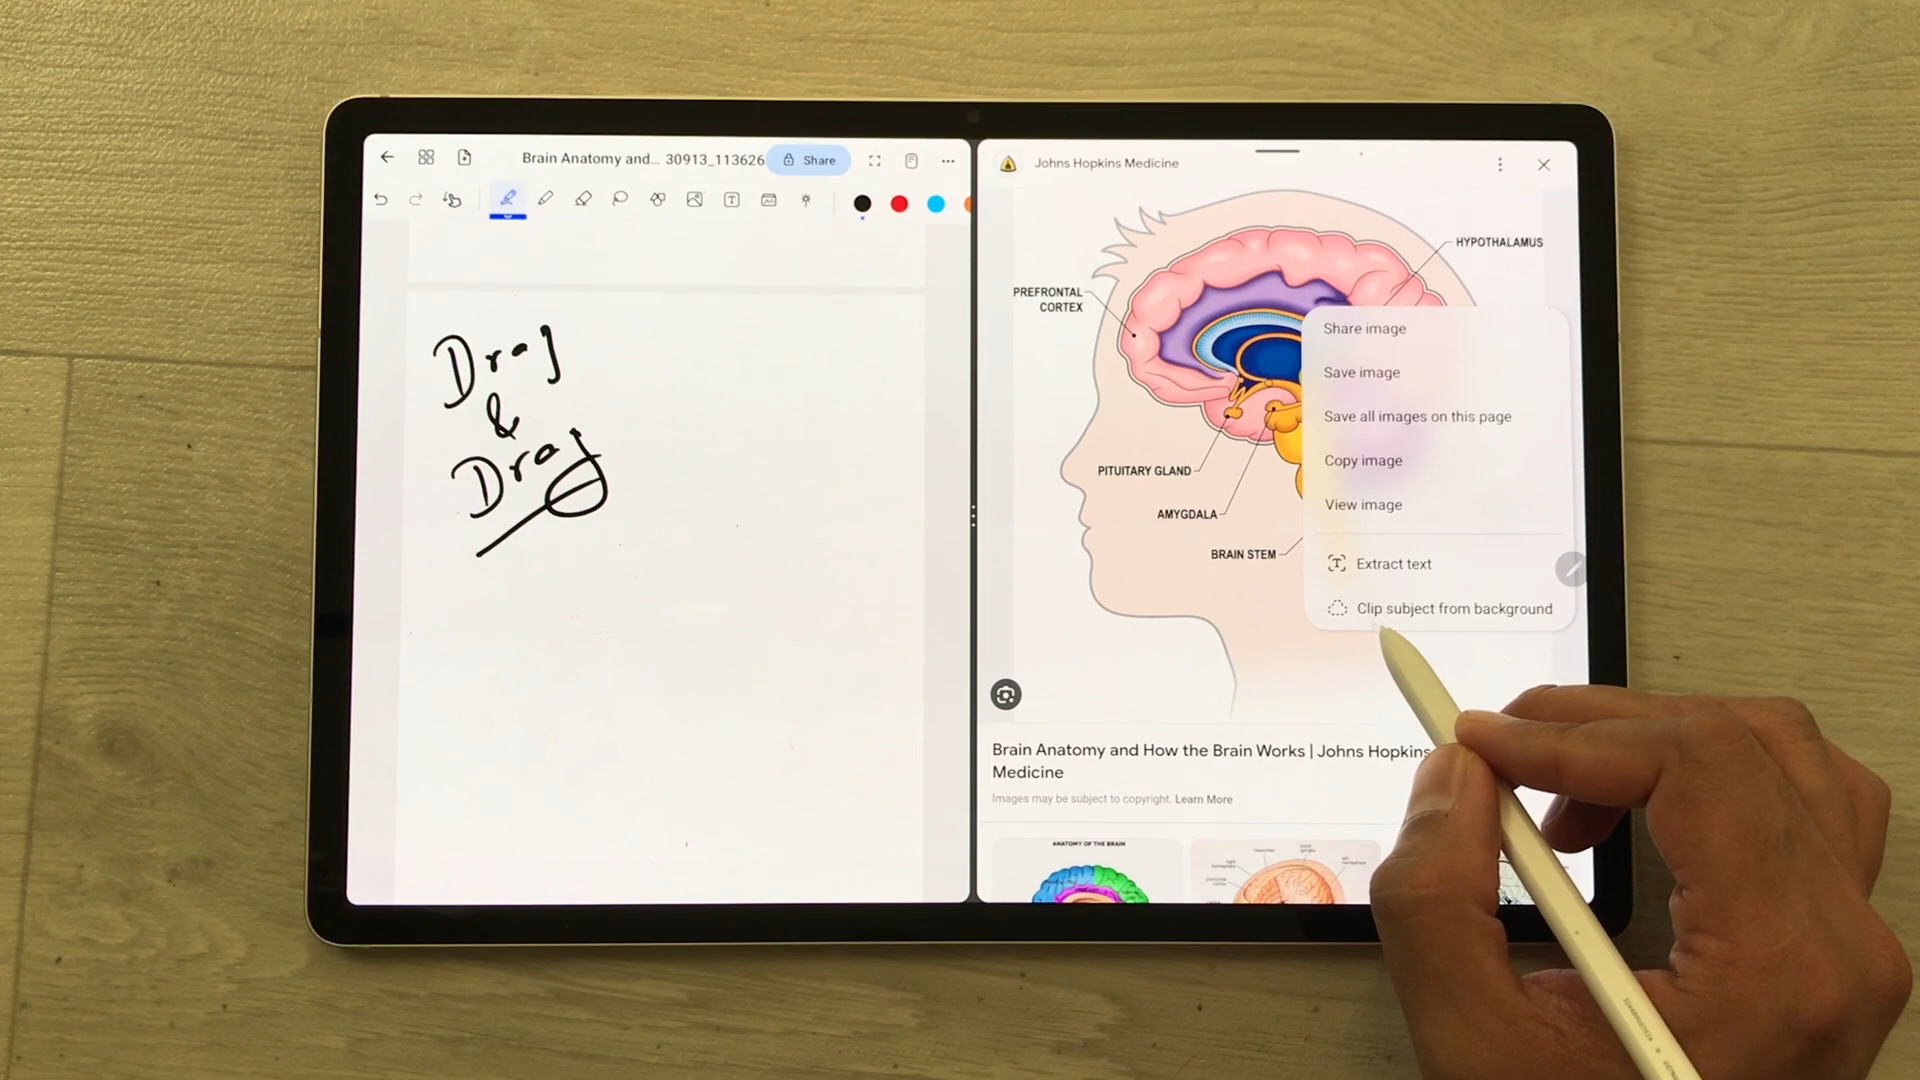 Brain Anatomy and... 30913_113626
Share
Drag
&
Drag
Johns Hopkins Medicine
HYPOTHALAMUS
PREFRONTAL
CORTEX
PITUITARY GLAND
AMYGDALA
BRAIN STEM
Share image
Save image
Save all images on this page
Copy image
View image
Extract text
Clip subject from background
Brain Anatomy and How the Brain Works | Johns Hopkins
Medicine
Images may be subject to copyright. Learn More
ANATOMY OF THE BRAIN